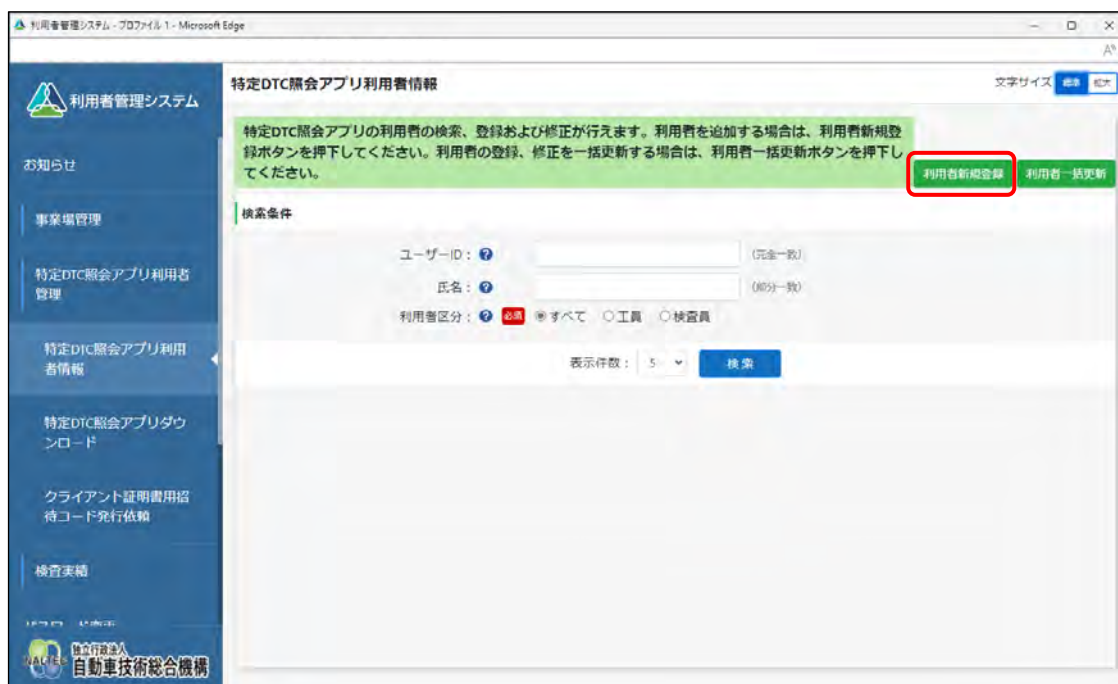 利用者管理システム - プロファイル 1 - Microsoft Edge
利用者管理システム
特定DTC照会アプリ利用者情報
文字サイズ 標準 拡大
特定DTC照会アプリの利用者の検索、登録および修正が行えます。利用者を追加する場合は、利用者新規登
録ボタンを押下してください。利用者の登録、修正を一括更新する場合は、利用者一括更新ボタンを押下し
てください。
利用者新規登録 利用者一括更新
お知らせ
事業場管理
特定DTC照会アプリ利用者
管理
特定DTC照会アプリ利用
者情報
特定DTC照会アプリダウ
ンロード
クライアント証明書用招
待コード発行依頼
検査実績
検索条件
ユーザーID : (完全一致)
氏名 : (部分一致)
利用者区分 : 必須 すべて 工員 検査員
表示件数 : 5 検索
独立行政法人
自動車技術総合機構